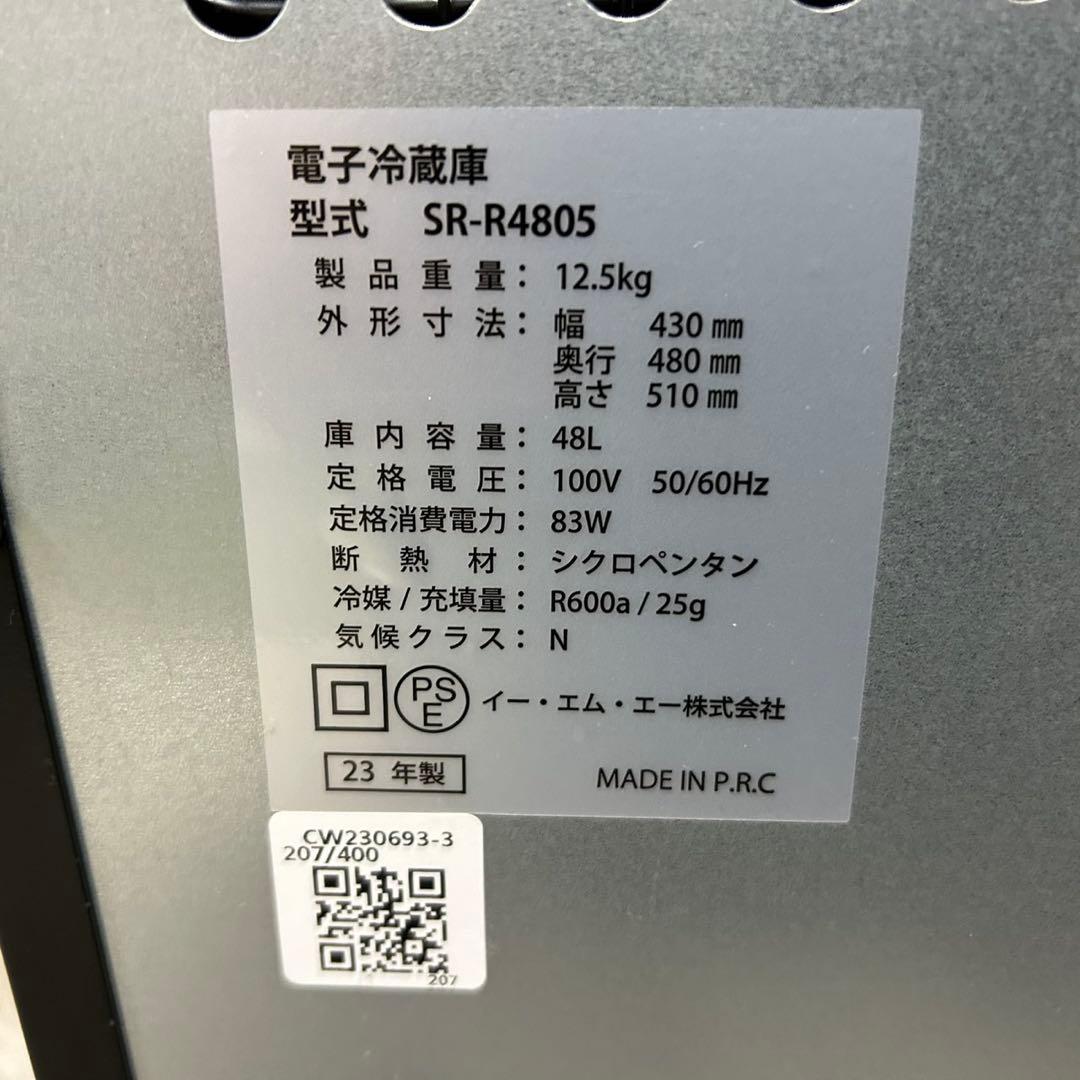 電子冷蔵庫
型式 SR-R4805
製品重量： 12.5kg
外形寸法： 幅 430㎜
奥行 480㎜
高さ 510㎜
庫内容量： 48L
定格電圧： 100V 50/60Hz
定格消費電力： 83W
断熱材： シクロペンタン
冷媒/充填量： R600a / 25g
気候クラス： N
PSE イー・エム・エー株式会社
23 年製 MADE IN P.R.C
CW230693-3
207/400
207